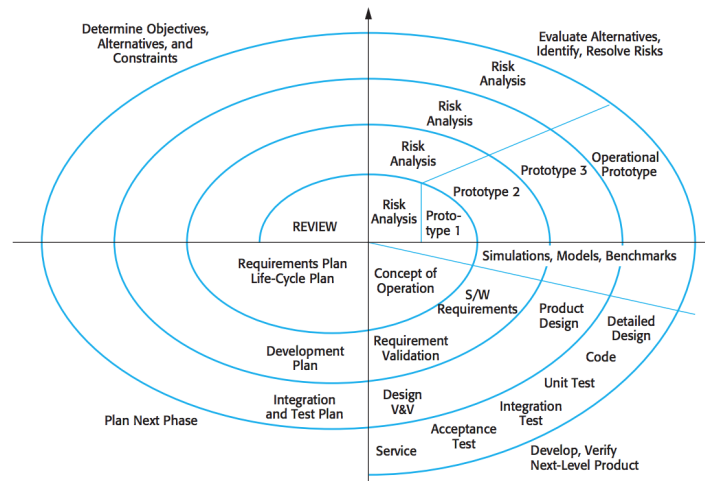 Determine Objectives,
Alternatives, and
Constraints
Evaluate Alternatives,
Identify, Resolve Risks
Risk
Analysis
Risk
Analysis
Risk
Analysis
Risk
Analysis
Proto-
type 1
Prototype 2
Prototype 3
Operational
Prototype
REVIEW
Requirements Plan
Life-Cycle Plan
Concept of
Operation
Simulations, Models, Benchmarks
S/W
Requirements
Product
Design
Detailed
Design
Development
Plan
Requirement
Validation
Code
Unit Test
Integration
and Test Plan
Design
V&V
Integration
Test
Acceptance
Test
Service
Plan Next Phase
Develop, Verify
Next-Level Product